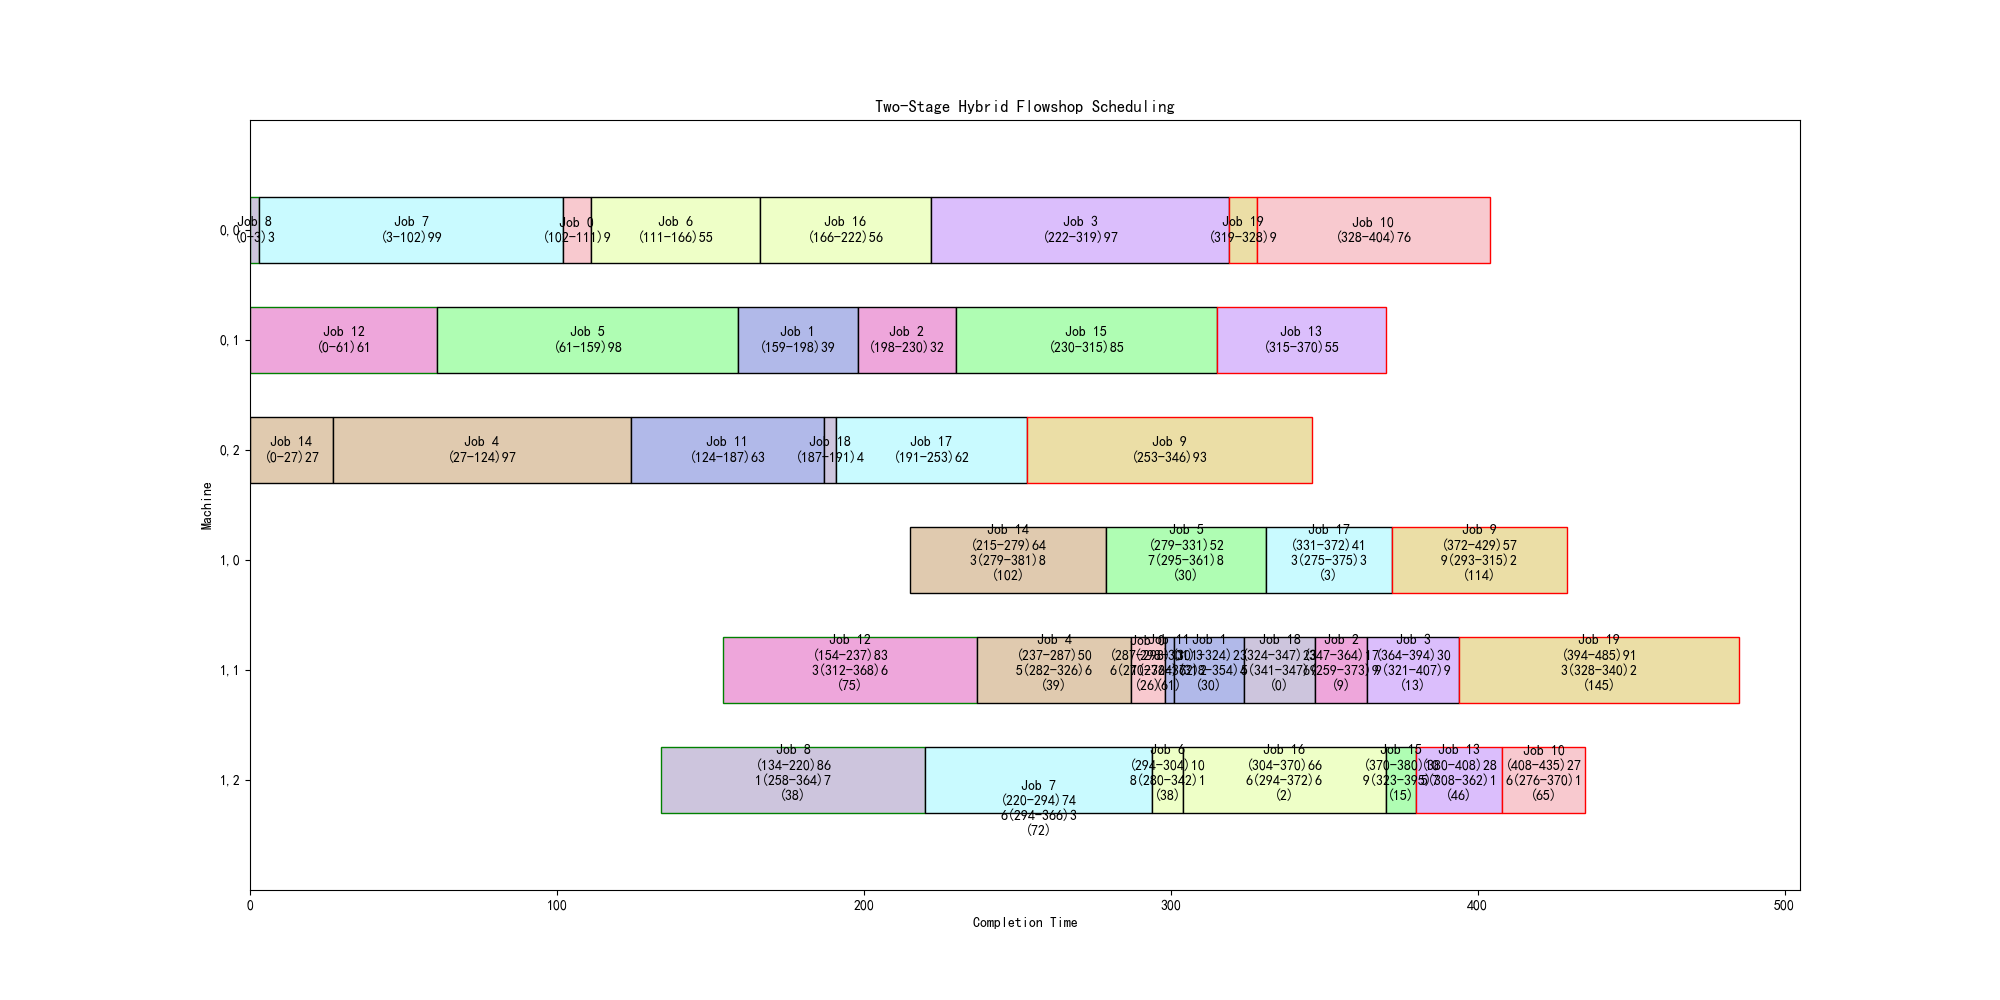 Two-Stage Hybrid Flowshop Scheduling
Machine
0,0
Job 8
(0-3)3
Job 7
(3-102)99
Job 0
(102-111)9
Job 6
(111-166)55
Job 16
(166-222)56
Job 3
(222-319)97
Job 19
(319-328)9
Job 10
(328-404)76
0,1
Job 12
(0-61)61
Job 5
(61-159)98
Job 1
(159-198)39
Job 2
(198-230)32
Job 15
(230-315)85
Job 13
(315-370)55
0,2
Job 14
(0-27)27
Job 4
(27-124)97
Job 11
(124-187)63
Job 18
(187-191)4
Job 17
(191-253)62
Job 9
(253-346)93
1,0
Job 14
(215-279)64
3(279-381)8
(102)
Job 5
(279-331)52
7(295-361)8
(30)
Job 17
(331-372)41
3(275-375)3
(3)
Job 9
(372-429)57
9(293-315)2
(114)
1,1
Job 12
(154-237)83
3(312-368)6
(75)
Job 4
(237-287)50
5(282-326)6
(39)
(26)
(61)
Job 1
(30)
Job 18
(324-347)23
(0)
Job 2
(347-364)17
(9)
Job 3
(364-394)30
9(321-407)9
(13)
Job 19
(394-485)91
3(328-340)2
(145)
1,2
Job 8
(134-220)86
1(258-364)7
(38)
Job 7
(220-294)74
6(294-366)3
(72)
Job 6
(294-304)10
8(280-342)1
(38)
Job 16
(304-370)66
6(294-372)6
(2)
Job 15
(370-380)10
(15)
Job 13
(380-408)28
(46)
Job 10
(408-435)27
6(276-370)1
(65)
0
100
200
300
400
500
Completion Time